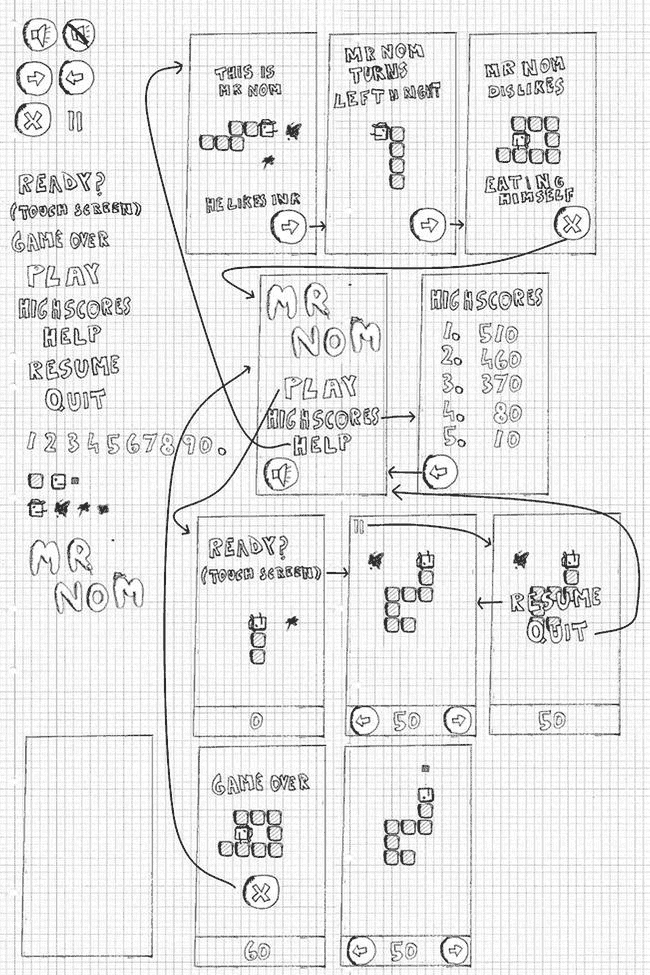 READY?
(TOUCH SCREEN)
GAME OVER
PLAY
HIGHSCORES
HELP
RESUME
QUIT
1234567890.
MR
NOM
THIS IS
MR NOM
HE LIKES INK
MR NOM
TURNS
LEFT N RIGHT
MR NOM
DISLIKES
EATING
HIMSELF
MR
NOM
PLAY
HIGHSCORES
HELP
HIGHSCORES
1. 510
2. 460
3. 370
4. 80
5. 10
READY?
(TOUCH SCREEN)
0
50
RESUME
QUIT
50
GAME OVER
60
50